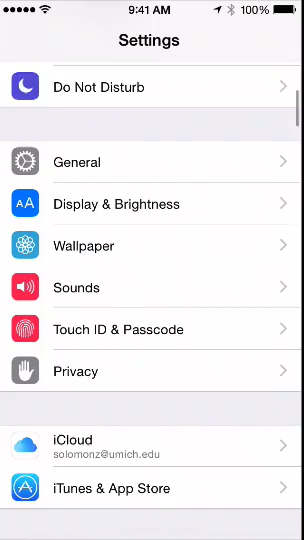 9:41 AM
100%
Settings
Do Not Disturb
General
AA
Display & Brightness
Wallpaper
Sounds
Touch ID & Passcode
Privacy
iCloud
solomonz@umich.edu
iTunes & App Store